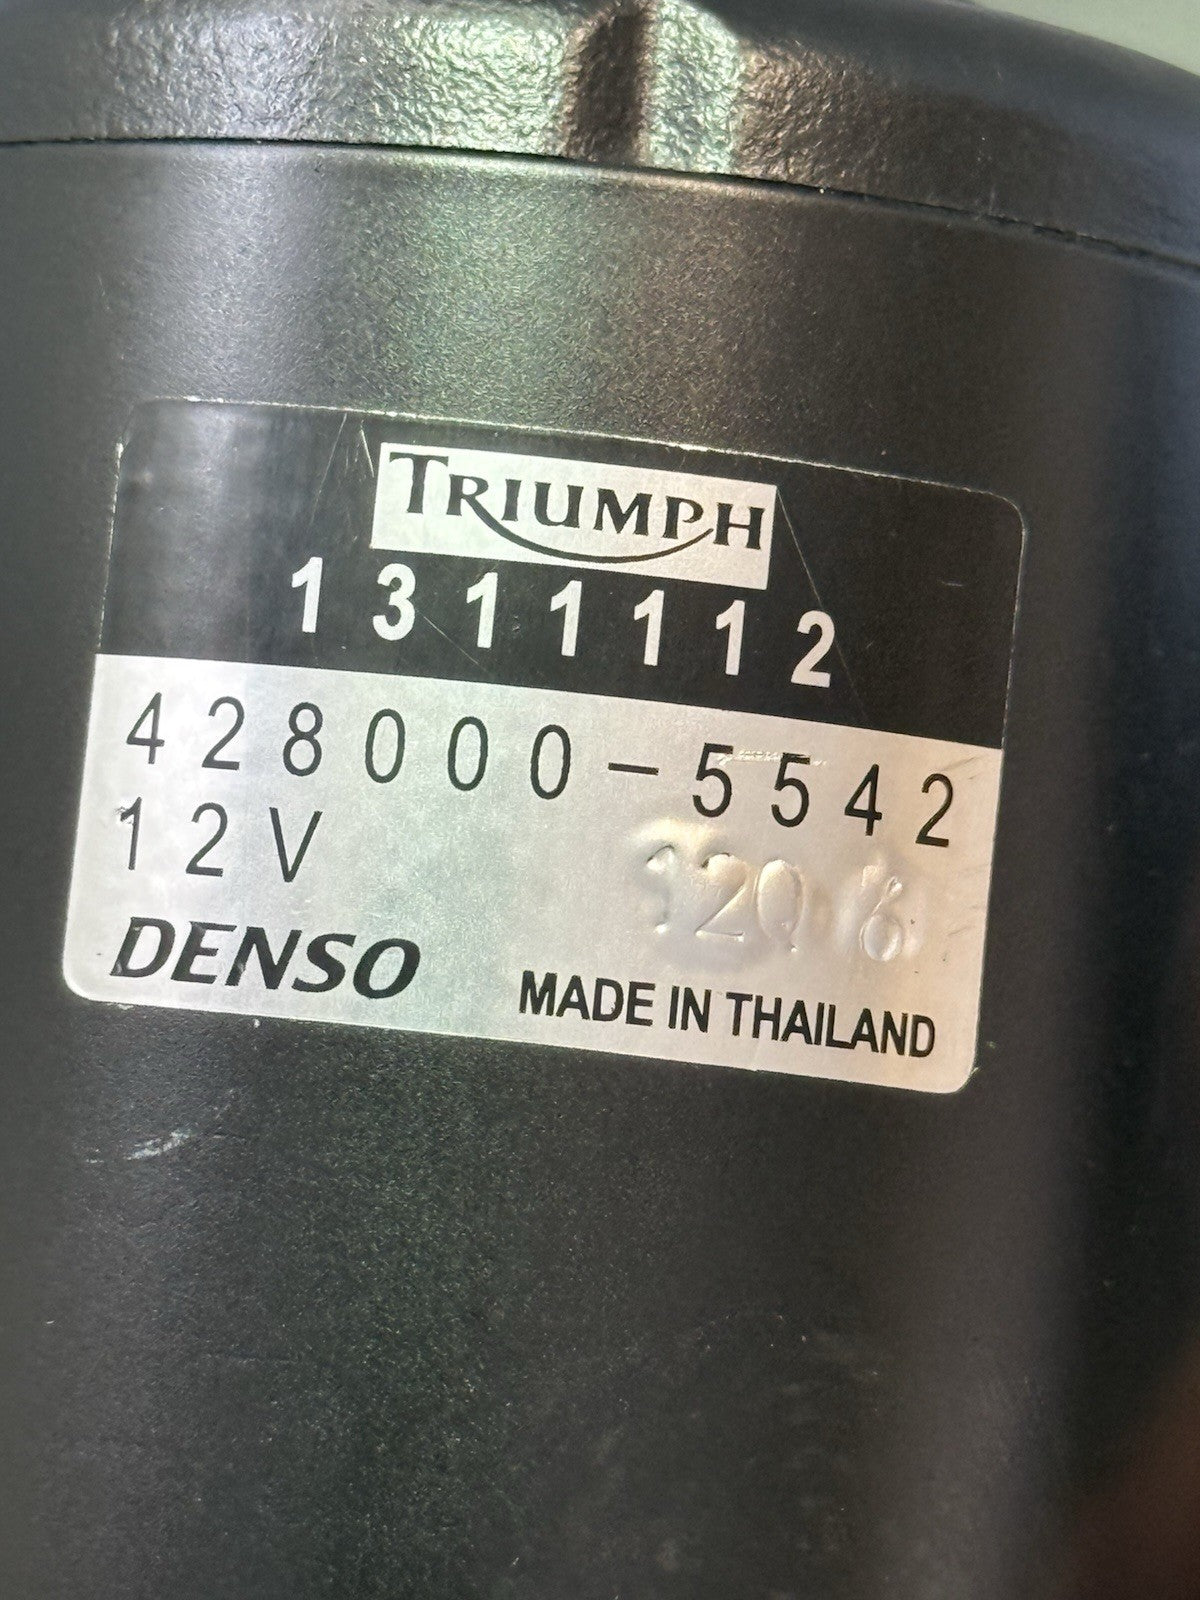 TRIUMPH
1311112
428000-5542
12V
DENSO
MADE IN THAILAND